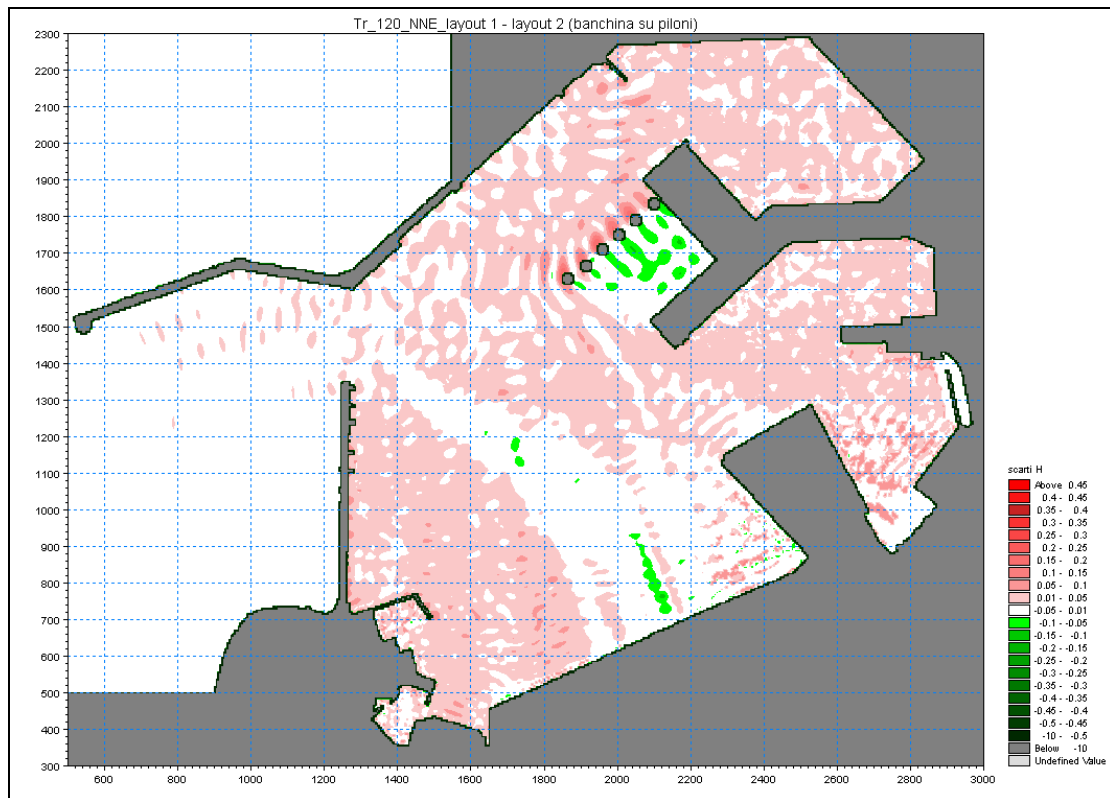 Tr_120_NNE_layout 1 - layout 2 (banchina su piloni)
2300
2200
2100
2000
1900
1800
1700
1600
1500
1400
1300
1200
1100
1000
900
800
700
600
500
400
300
600 800 1000 1200 1400 1600 1800 2000 2200 2400 2600 2800 3000
scarti H
Above 0.45
0.4 - 0.45
0.35 - 0.4
0.3 - 0.35
0.25 - 0.3
0.2 - 0.25
0.15 - 0.2
0.1 - 0.15
0.05 - 0.1
0.01 - 0.05
-0.05 - 0.01
-0.1 - -0.05
-0.15 - -0.1
-0.2 - -0.15
-0.25 - -0.2
-0.3 - -0.25
-0.35 - -0.3
-0.4 - -0.35
-0.45 - -0.4
-0.5 - -0.45
-10 - -0.5
Below -10
Undefined Value